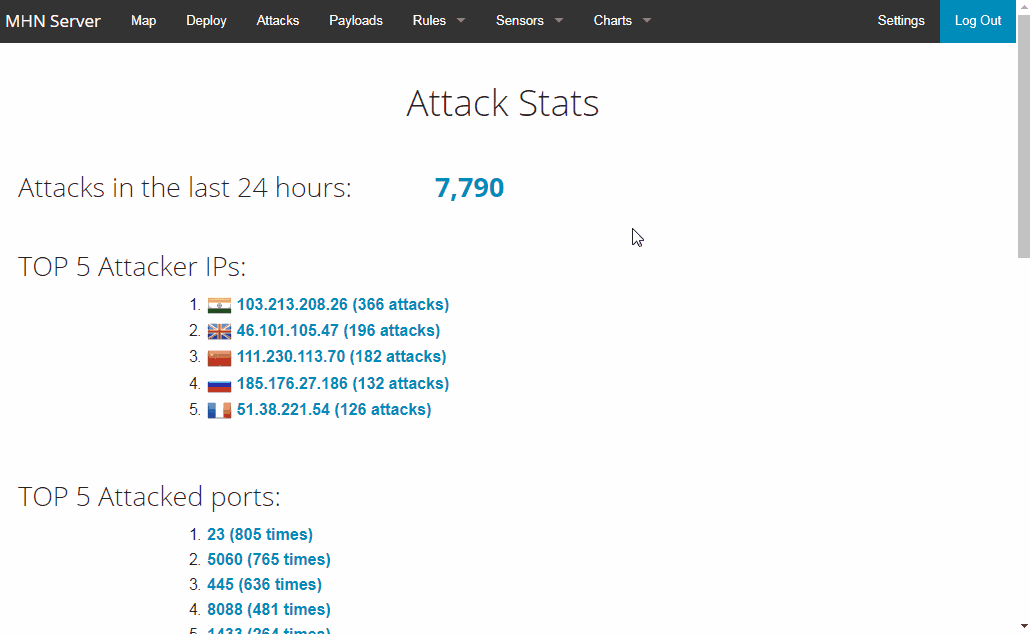 MHN Server Map Deploy Attacks Payloads Rules Sensors Charts Settings Log Out
Attack Stats
Attacks in the last 24 hours: 7,790
TOP 5 Attacker IPs:
1. 103.213.208.26 (366 attacks)
2. 46.101.105.47 (196 attacks)
3. 111.230.113.70 (182 attacks)
4. 185.176.27.186 (132 attacks)
5. 51.38.221.54 (126 attacks)
TOP 5 Attacked ports:
1. 23 (805 times)
2. 5060 (765 times)
3. 445 (636 times)
4. 8088 (481 times)
5. 1433 (264 times)